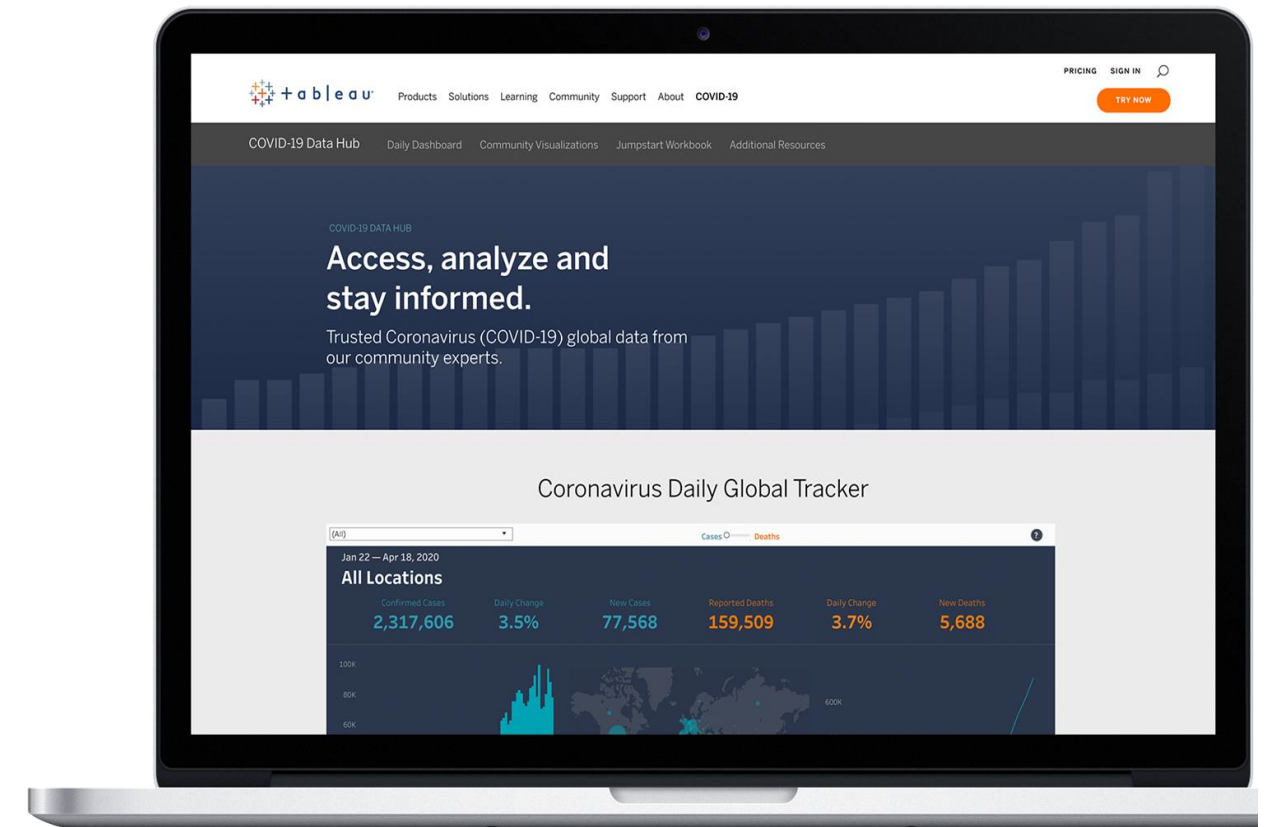 PRICING SIGN IN
+ a b l e a u
Products Solutions Learning Community Support About COVID-19
TRY NOW
COVID-19 Data Hub Daily Dashboard Community Visualizations Jumpstart Workbook Additional Resources
COVID-19 DATA HUB
Access, analyze and
stay informed.
Trusted Coronavirus (COVID-19) global data from
our community experts.
Coronavirus Daily Global Tracker
(All)
Cases Deaths
?
Jan 22 — Apr 18, 2020
All Locations
Confirmed Cases Daily Change New Cases Reported Deaths Daily Change New Deaths
2,317,606 3.5% 77,568 159,509 3.7% 5,688
100K
80K
600K
60K